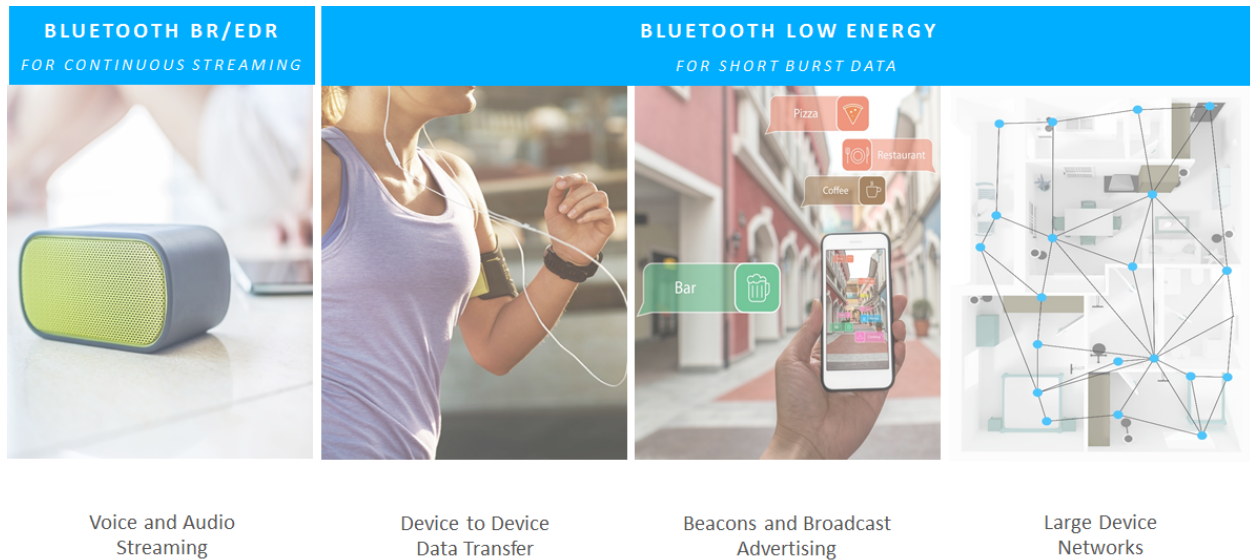 BLUETOOTH BR/EDR
FOR CONTINUOUS STREAMING
BLUETOOTH LOW ENERGY
FOR SHORT BURST DATA
Pizza
Restaurant
Coffee
Bar
Voice and Audio
Streaming
Device to Device
Data Transfer
Beacons and Broadcast
Advertising
Large Device
Networks